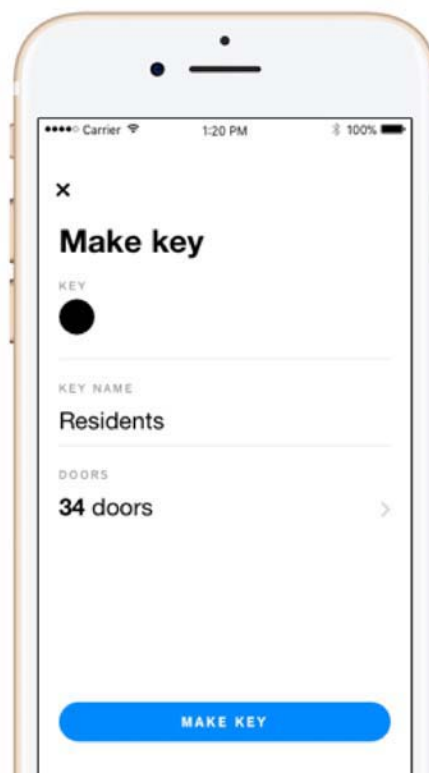 Carrier 1:20 PM 100%
Make key
KEY
KEY NAME
Residents
DOORS
34 doors
MAKE KEY